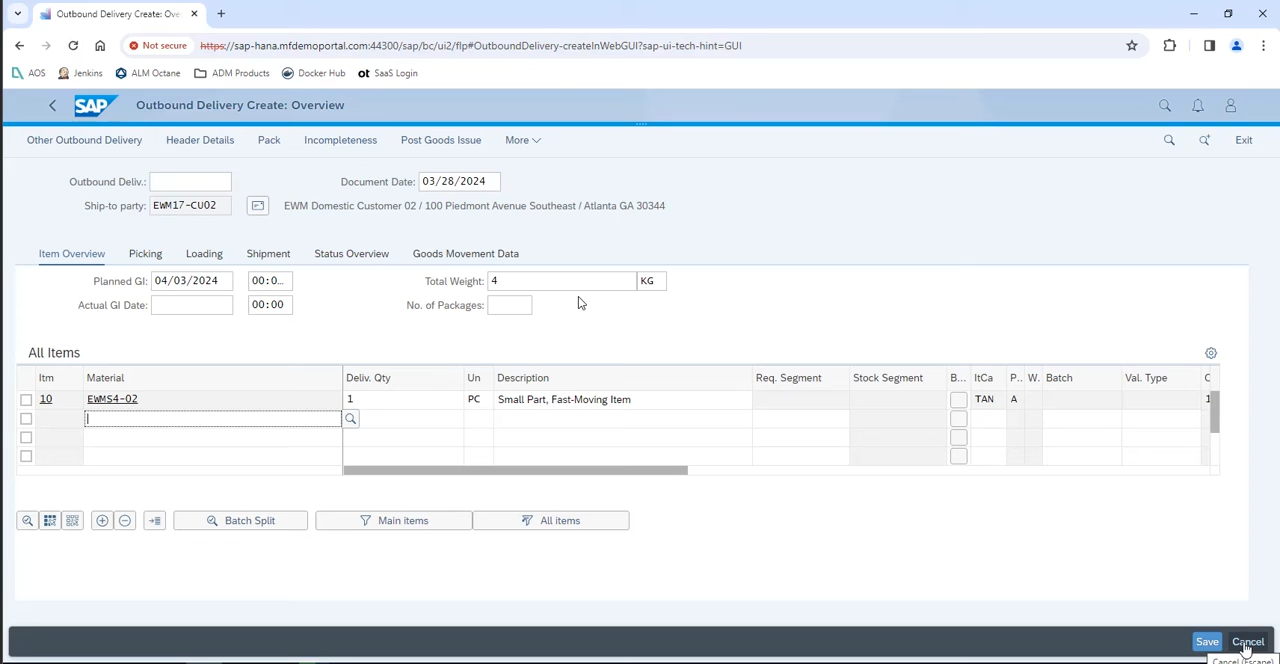 Outbound Delivery Create: Ove
Not secure https://sap-hana.mfdemoportal.com:44300/sap/bc/ui2/flp#OutboundDelivery-createInWebGUI?sap-ui-tech-hint=GUI
AOS Jenkins ALM Octane ADM Products Docker Hub ot SaaS Login
SAP Outbound Delivery Create: Overview
Other Outbound Delivery Header Details Pack Incompleteness Post Goods Issue More Exit
Outbound Deliv.: Document Date: 03/28/2024
Ship-to party: EWM17-CU02 EWM Domestic Customer 02 / 100 Piedmont Avenue Southeast / Atlanta GA 30344
Item Overview Picking Loading Shipment Status Overview Goods Movement Data
Planned GI: 04/03/2024 00:0... Total Weight: 4 KG
Actual GI Date: 00:00 No. of Packages:
All Items
Itm Material Deliv. Qty Un Description Req. Segment Stock Segment B... ItCa P.. W. Batch Val. Type C
10 EWMS4-02 1 PC Small Part, Fast-Moving Item TAN A 1
Batch Split Main items All items
Save Cancel
Cancel (Escape)